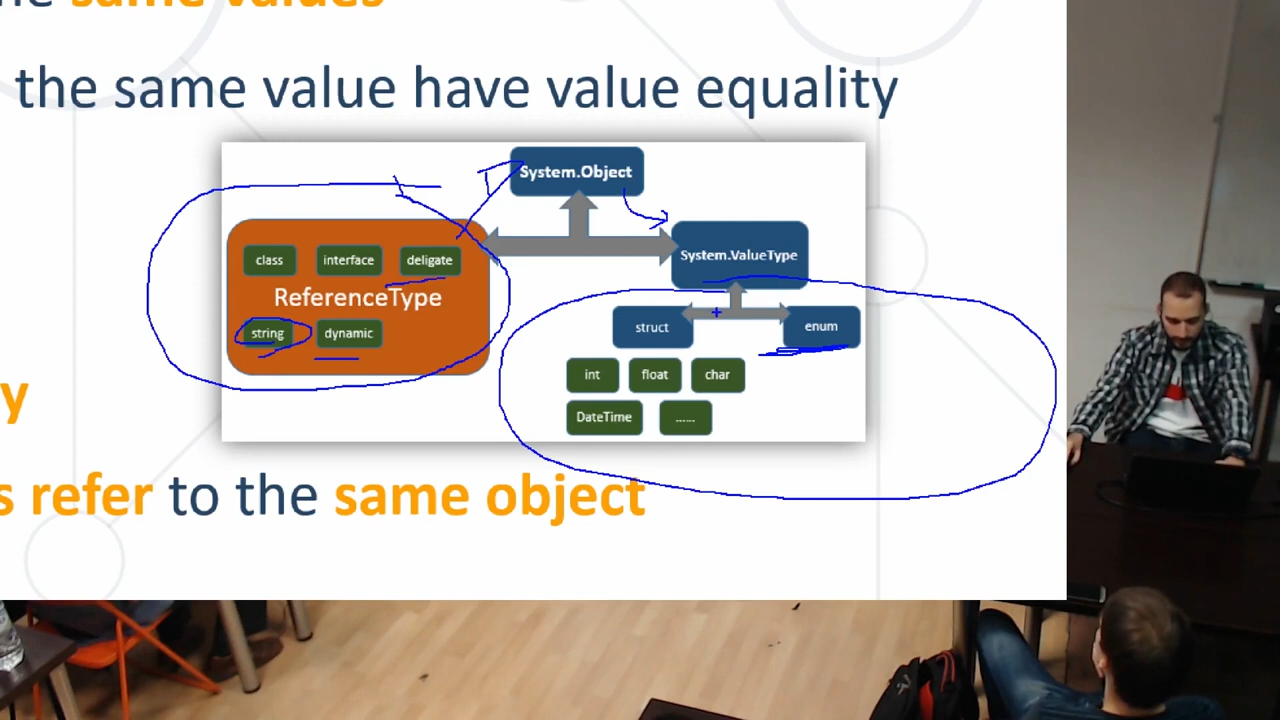 ne same values
the same value have value equality
System.Object
System.ValueType
class interface deligate
ReferenceType
string dynamic
struct enum
int float char
DateTime ......
y
s refer to the same object